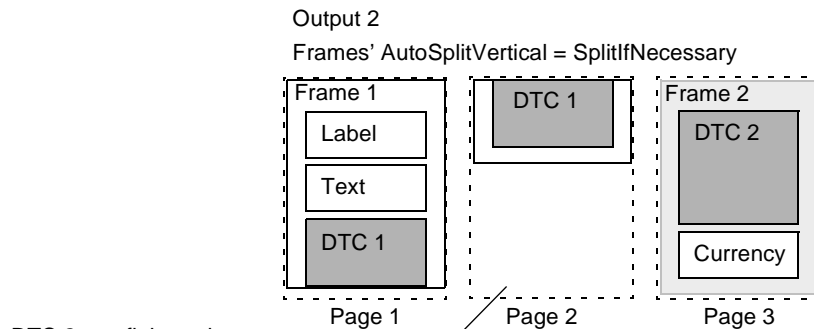 Output 2
Frames’ AutoSplitVertical = SplitIfNecessary
Frame 1
DTC 1
Frame 2
Label
DTC 2
Text
DTC 1
Currency
Page 1
Page 2
Page 3